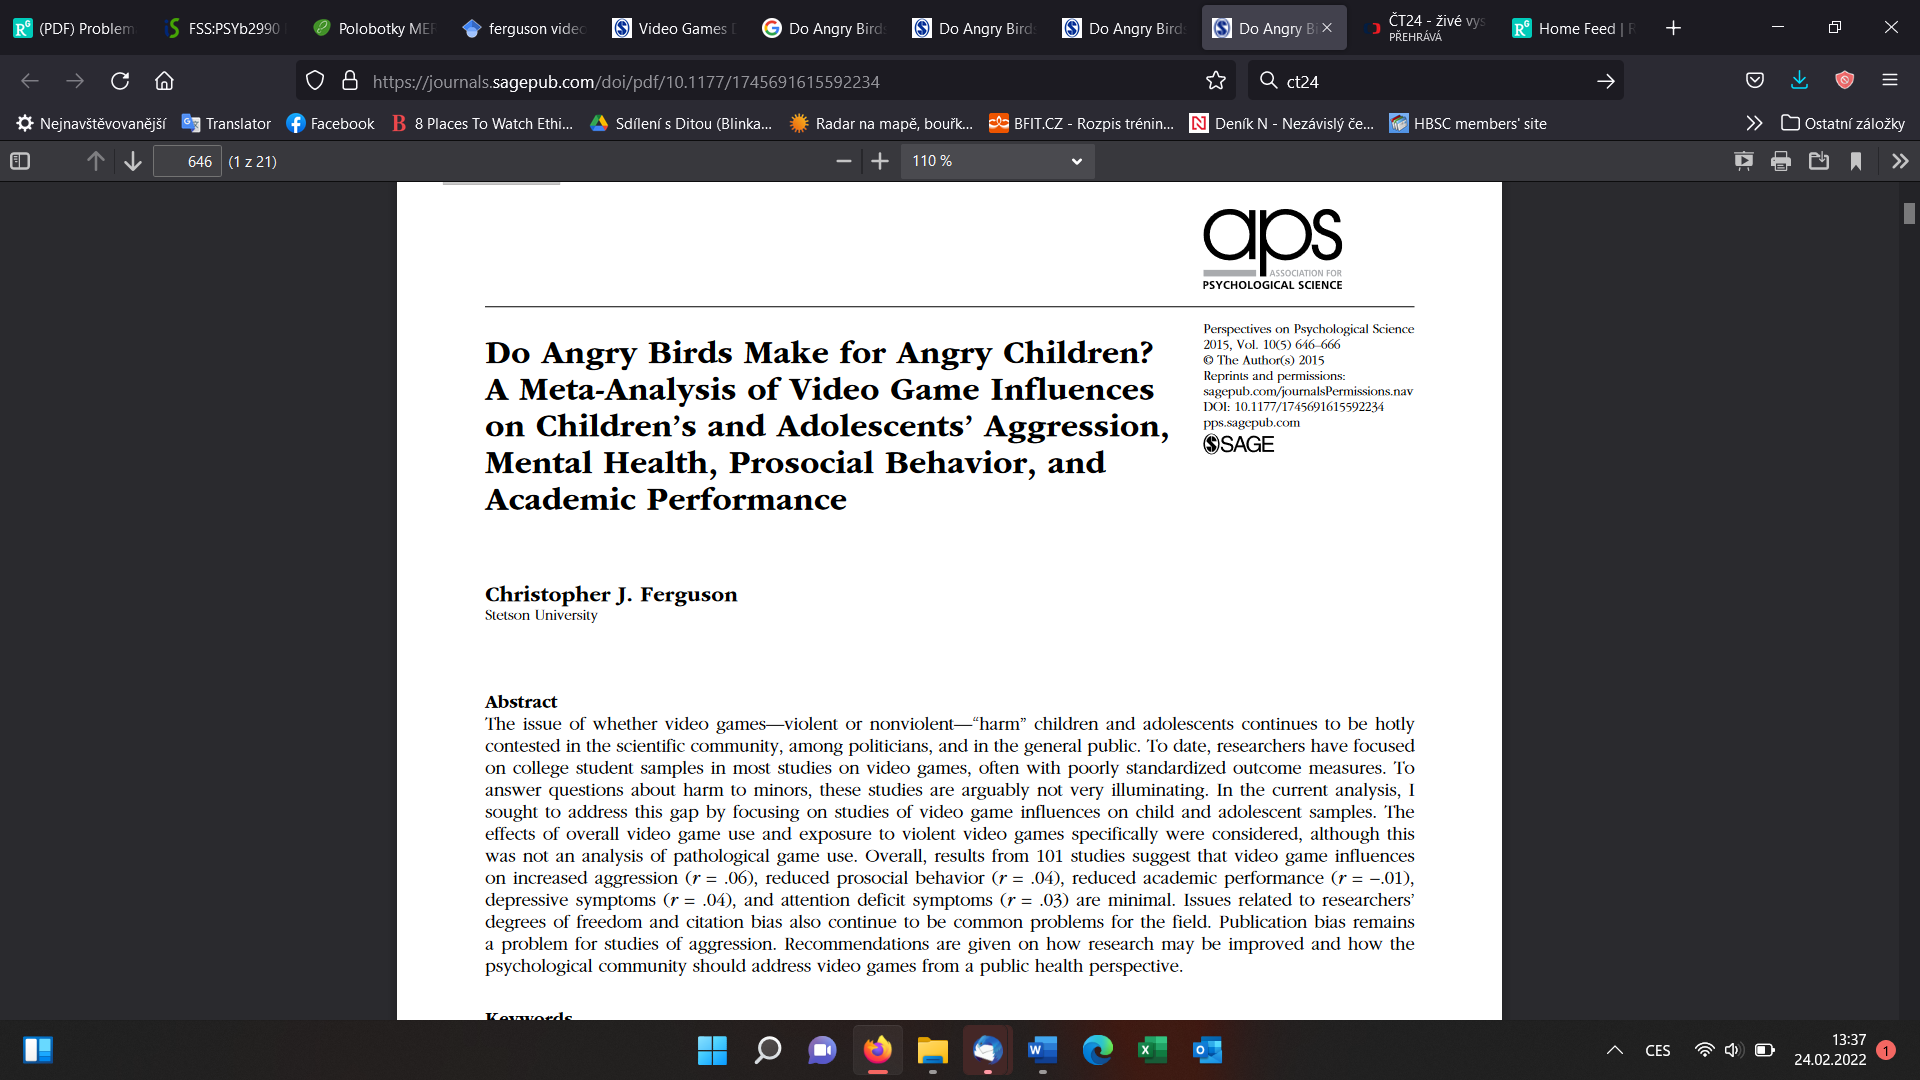 (PDF) Problem
FSS:PSYb2990
Polobotky MER
ferguson video
Video Games D
Do Angry Birds
Do Angry Birds
Do Angry Birds
Do Angry B
ČT24 - živé vys
PŘEHRÁVÁ
Home Feed | R
https://journals.sagepub.com/doi/pdf/10.1177/1745691615592234
ct24
Nejnavštěvovanější
Translator
Facebook
8 Places To Watch Ethi...
Sdílení s Ditou (Blinka...
Radar na mapě, bouřk...
BFIT.CZ - Rozpis trénin...
Deník N - Nezávislý če...
HBSC members' site
Ostatní záložky
646 (1 z 21)
110 %
aps
ASSOCIATION FOR
PSYCHOLOGICAL SCIENCE
Perspectives on Psychological Science
2015, Vol. 10(5) 646–666
© The Author(s) 2015
Reprints and permissions:
sagepub.com/journalsPermissions.nav
DOI: 10.1177/1745691615592234
pps.sagepub.com
SAGE
Do Angry Birds Make for Angry Children?
A Meta-Analysis of Video Game Influences
on Children’s and Adolescents’ Aggression,
Mental Health, Prosocial Behavior, and
Academic Performance
Christopher J. Ferguson
Stetson University
Abstract
The issue of whether video games—violent or nonviolent—“harm” children and adolescents continues to be hotly
contested in the scientific community, among politicians, and in the general public. To date, researchers have focused
on college student samples in most studies on video games, often with poorly standardized outcome measures. To
answer questions about harm to minors, these studies are arguably not very illuminating. In the current analysis, I
sought to address this gap by focusing on studies of video game influences on child and adolescent samples. The
effects of overall video game use and exposure to violent video games specifically were considered, although this
was not an analysis of pathological game use. Overall, results from 101 studies suggest that video game influences
on increased aggression (r = .06), reduced prosocial behavior (r = .04), reduced academic performance (r = −.01),
depressive symptoms (r = .04), and attention deficit symptoms (r = .03) are minimal. Issues related to researchers’
degrees of freedom and citation bias also continue to be common problems for the field. Publication bias remains
a problem for studies of aggression. Recommendations are given on how research may be improved and how the
psychological community should address video games from a public health perspective.
Keywords
CES
13:37
24.02.2022
1